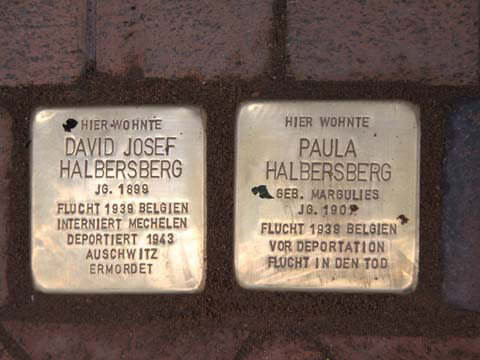 HIER WOHNTE
DAVID JOSEF
HALBERSBERG
JG. 1899
FLUCHT 1939 BELGIEN
INTERNIERT MECHELEN
DEPORTIERT 1943
AUSCHWITZ
ERMORDET
HIER WOHNTE
PAULA
HALBERSBERG
GEB. MARGULIES
JG.
FLUCHT 1939 BELGIEN
VOR DEPORTATION
FLUCHT IN DEN TOD